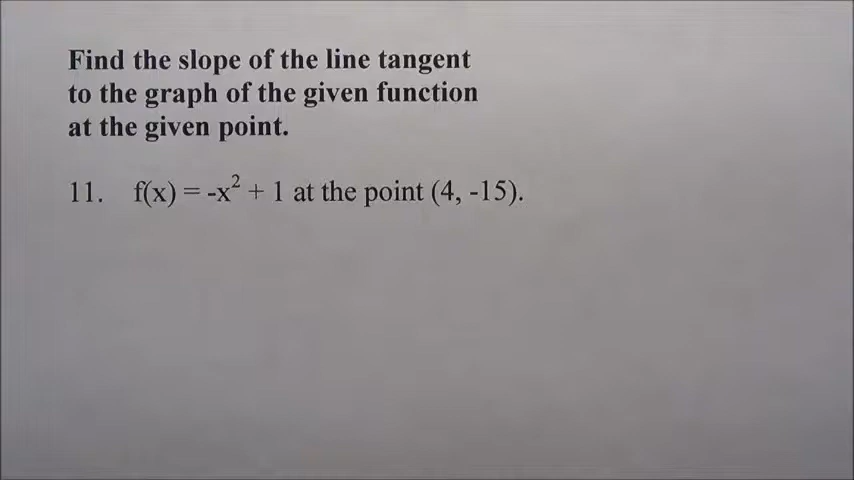 Find the slope of the line tangent
to the graph of the given function
at the given point.
11. f(x) = -x² + 1 at the point (4, -15).